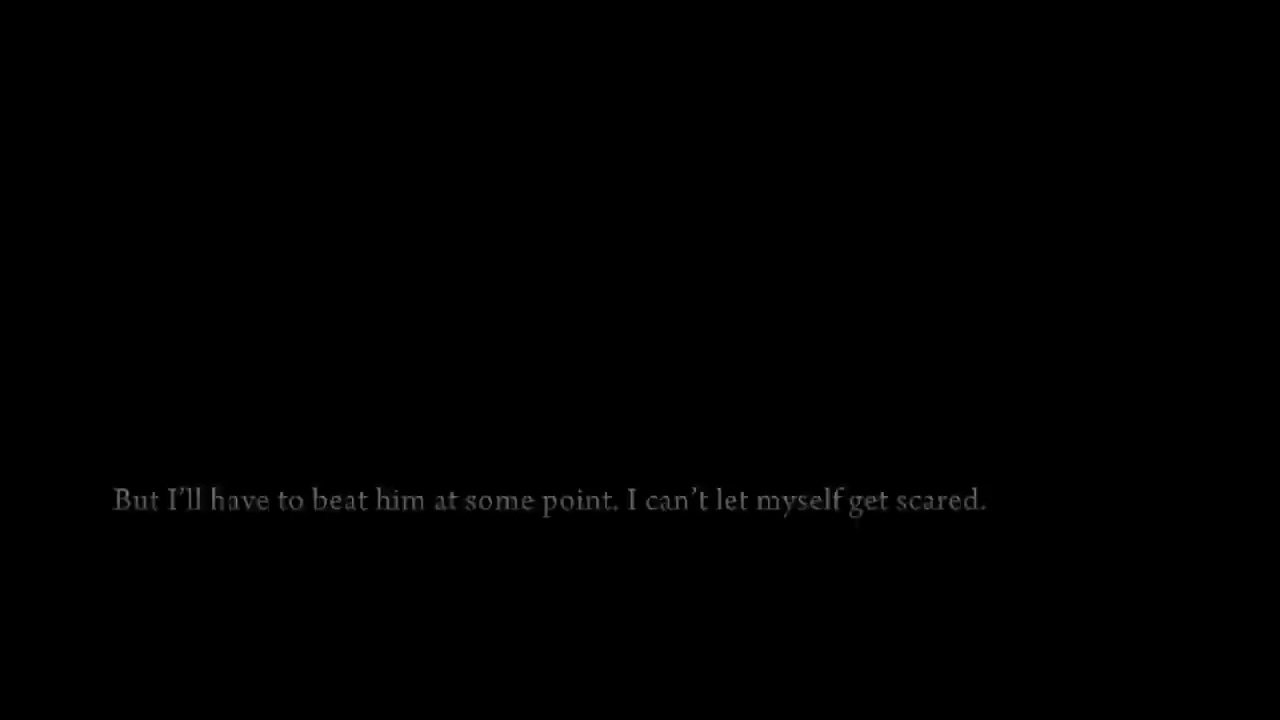 But I’ll have to beat him at some point. I can’t let myself get scared.